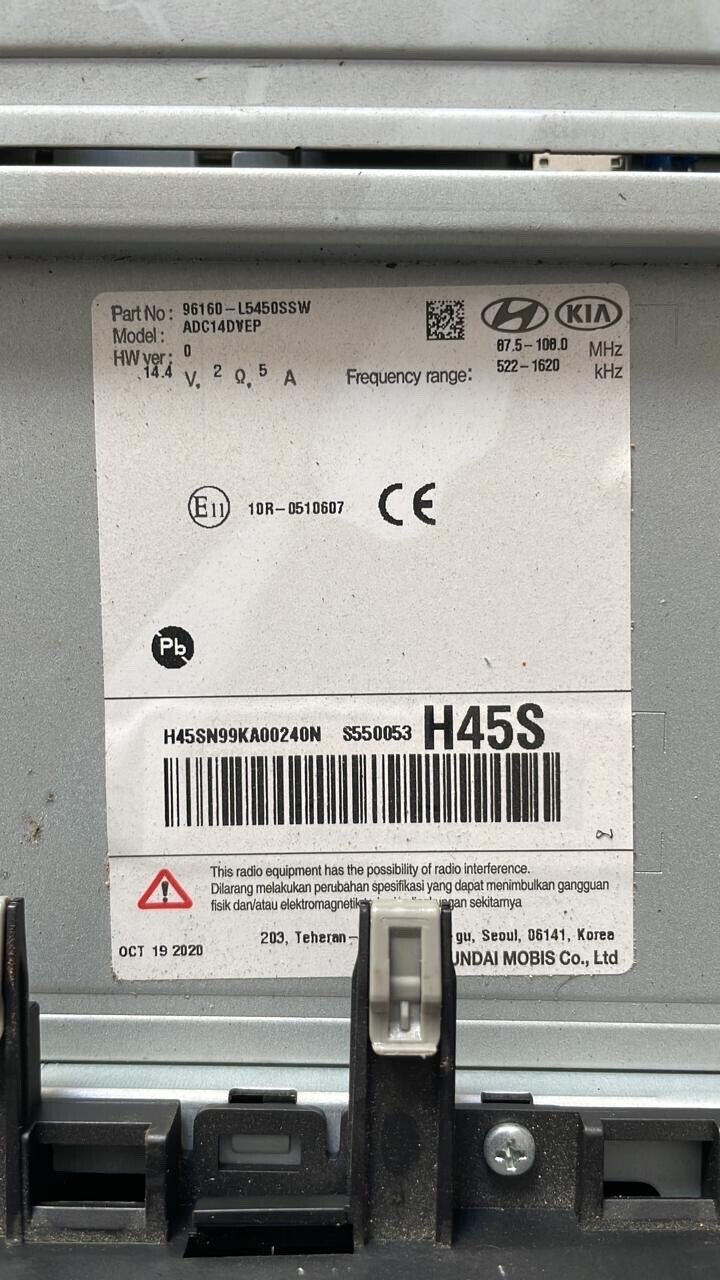 Part No : 96160-L5450SSW
Model : ADC14DVEP
HW ver : 0
14.4 V, 2 Ω, 5 A
KIA
Frequency range: 87.5-108.0 MHz
522-1620 kHz
E11 10R-0510607 CE
Pb
H45SN99KA00240N S550053 H45S
This radio equipment has the possibility of radio interference.
Dilarang melakukan perubahan spesifikasi yang dapat menimbulkan gangguan
fisik dan/atau elektromagnetik sekitarnya
203, Teheran- -gu, Seoul, 06141, Korea
OCT 19 2020 UNDAI MOBIS Co., Ltd